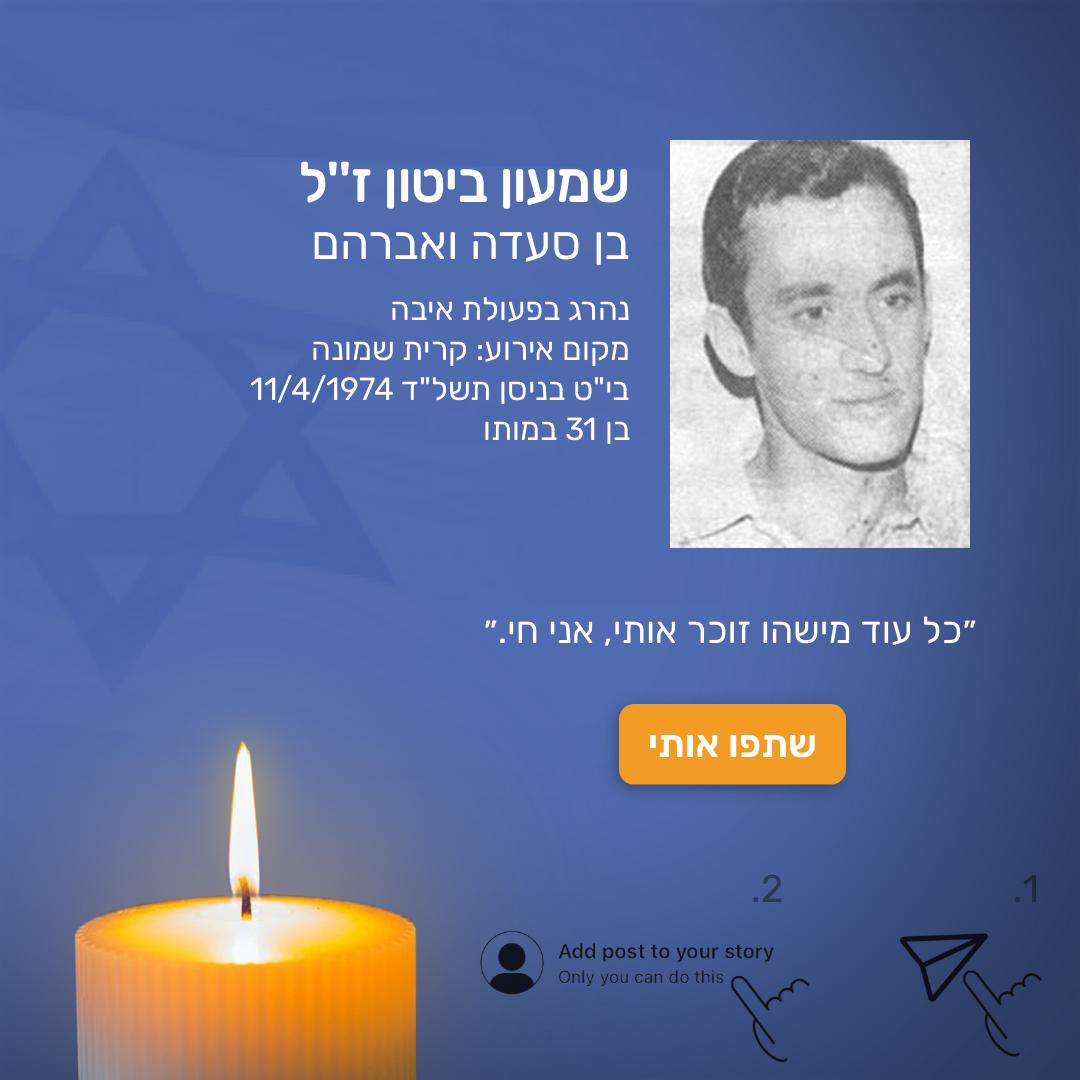 שמעון ביטון ז"ל
בן סעדה ואברהם
נהרג בפעולת איבה
מקום אירוע: קרית שמונה
בי"ט בניסן תשל"ד 11/4/1974
בן 31 במותו
״כל עוד מישהו זוכר אותי, אני חי.״
שתפו אותי
.1
.2
Add post to your story
Only you can do this